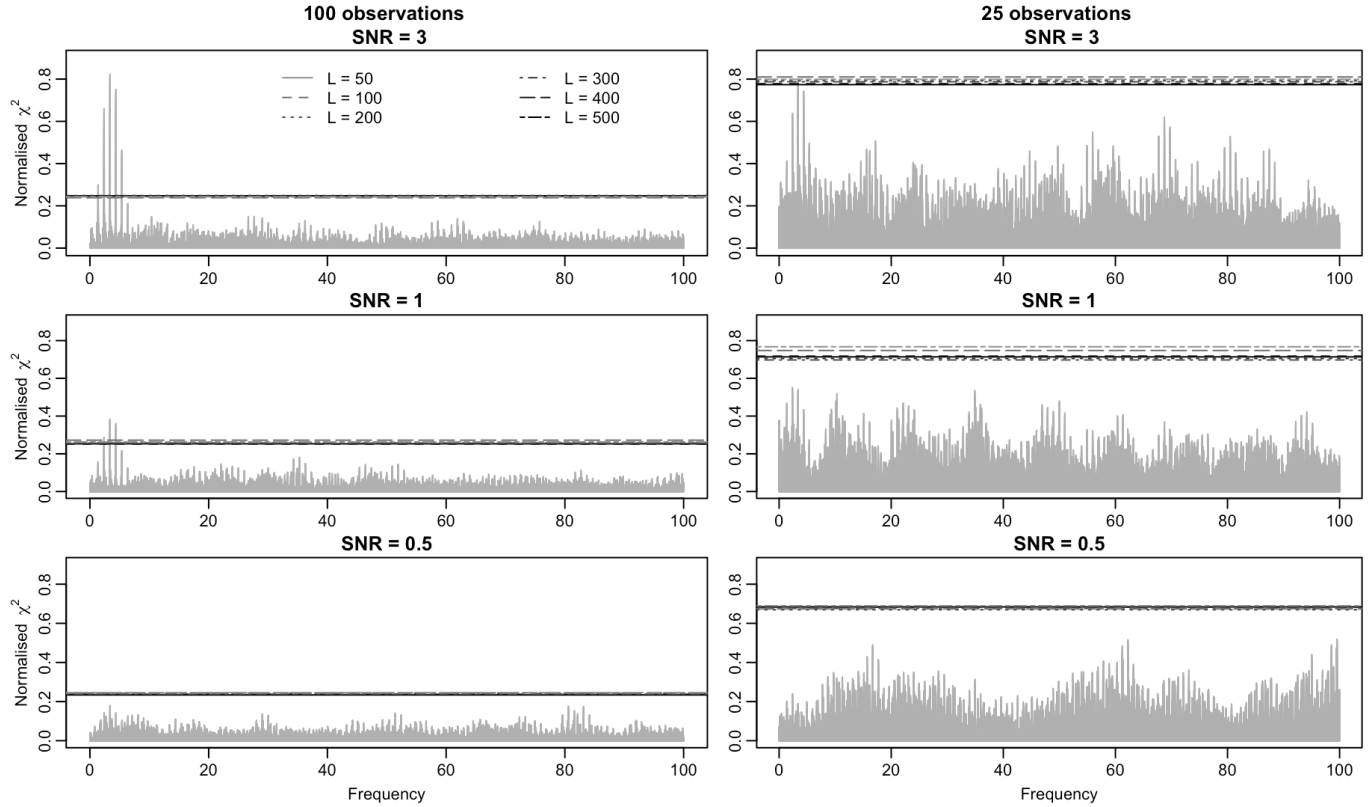 100 observations
SNR = 3
Normalised χ²
0.0 0.2 0.4 0.6 0.8
L = 50
L = 100
L = 200
L = 300
L = 400
L = 500
0 20 40 60 80 100
25 observations
SNR = 3
0.0 0.2 0.4 0.6 0.8
0 20 40 60 80 100
SNR = 1
Normalised χ²
0.0 0.2 0.4 0.6 0.8
0 20 40 60 80 100
SNR = 1
0.0 0.2 0.4 0.6 0.8
0 20 40 60 80 100
SNR = 0.5
Normalised χ²
0.0 0.2 0.4 0.6 0.8
0 20 40 60 80 100
Frequency
SNR = 0.5
0.0 0.2 0.4 0.6 0.8
0 20 40 60 80 100
Frequency